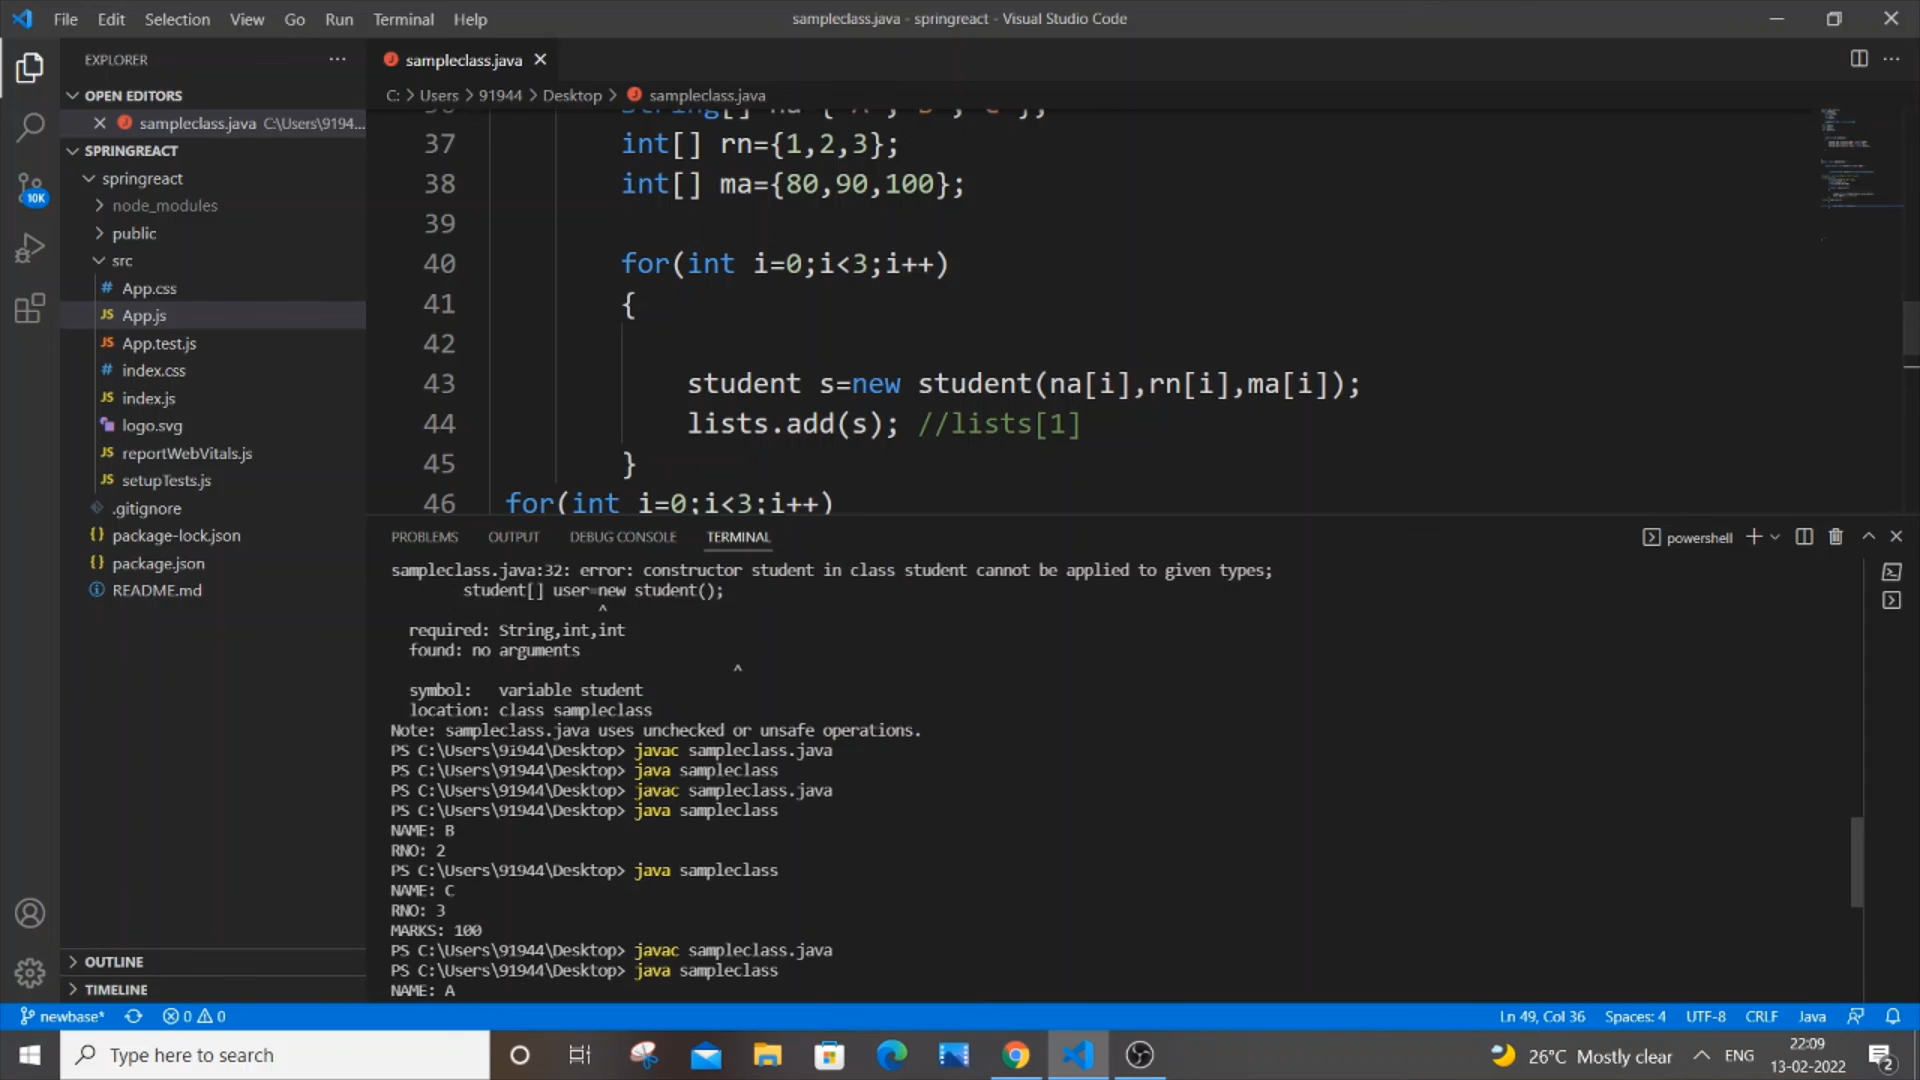 File Edit Selection View Go Run Terminal Help
sampleclass.java - springreact - Visual Studio Code
EXPLORER
OPEN EDITORS
sampleclass.java C:\Users\9194...
SPRINGREACT
springreact
node_modules
public
src
# App.css
JS App.js
JS App.test.js
# index.css
JS index.js
logo.svg
JS reportWebVitals.js
JS setupTests.js
.gitignore
{} package-lock.json
{} package.json
README.md
OUTLINE
TIMELINE
10K
sampleclass.java
C: > Users > 91944 > Desktop > sampleclass.java
37 int[] rn={1,2,3};
38 int[] ma={80,90,100};
39
40 for(int i=0;i<3;i++)
41 {
42
43 student s=new student(na[i],rn[i],ma[i]);
44 lists.add(s); //lists[1]
45 }
46 for(int i=0;i<3;i++)
PROBLEMS OUTPUT DEBUG CONSOLE TERMINAL
powershell
sampleclass.java:32: error: constructor student in class student cannot be applied to given types;
student[] user=new student();
^
required: String,int,int
found: no arguments
^
symbol: variable student
location: class sampleclass
Note: sampleclass.java uses unchecked or unsafe operations.
PS C:\Users\91944\Desktop> javac sampleclass.java
PS C:\Users\91944\Desktop> java sampleclass
PS C:\Users\91944\Desktop> javac sampleclass.java
PS C:\Users\91944\Desktop> java sampleclass
NAME: B
RNO: 2
PS C:\Users\91944\Desktop> java sampleclass
NAME: C
RNO: 3
MARKS: 100
PS C:\Users\91944\Desktop> javac sampleclass.java
PS C:\Users\91944\Desktop> java sampleclass
NAME: A
newbase* 0 0
Ln 49, Col 36 Spaces: 4 UTF-8 CRLF Java
Type here to search
26°C Mostly clear
ENG
22:09
13-02-2022
2